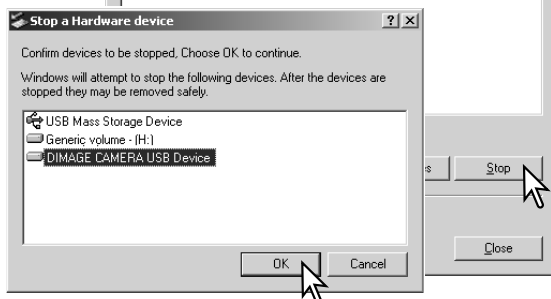 Stop a Hardware device
Confirm devices to be stopped, Choose OK to continue.
Windows will attempt to stop the following devices. After the devices are
stopped they may be removed safely.
USB Mass Storage Device
Generic volume - (H:)
DIMAGE CAMERA USB Device
Stop
OK
Cancel
Close